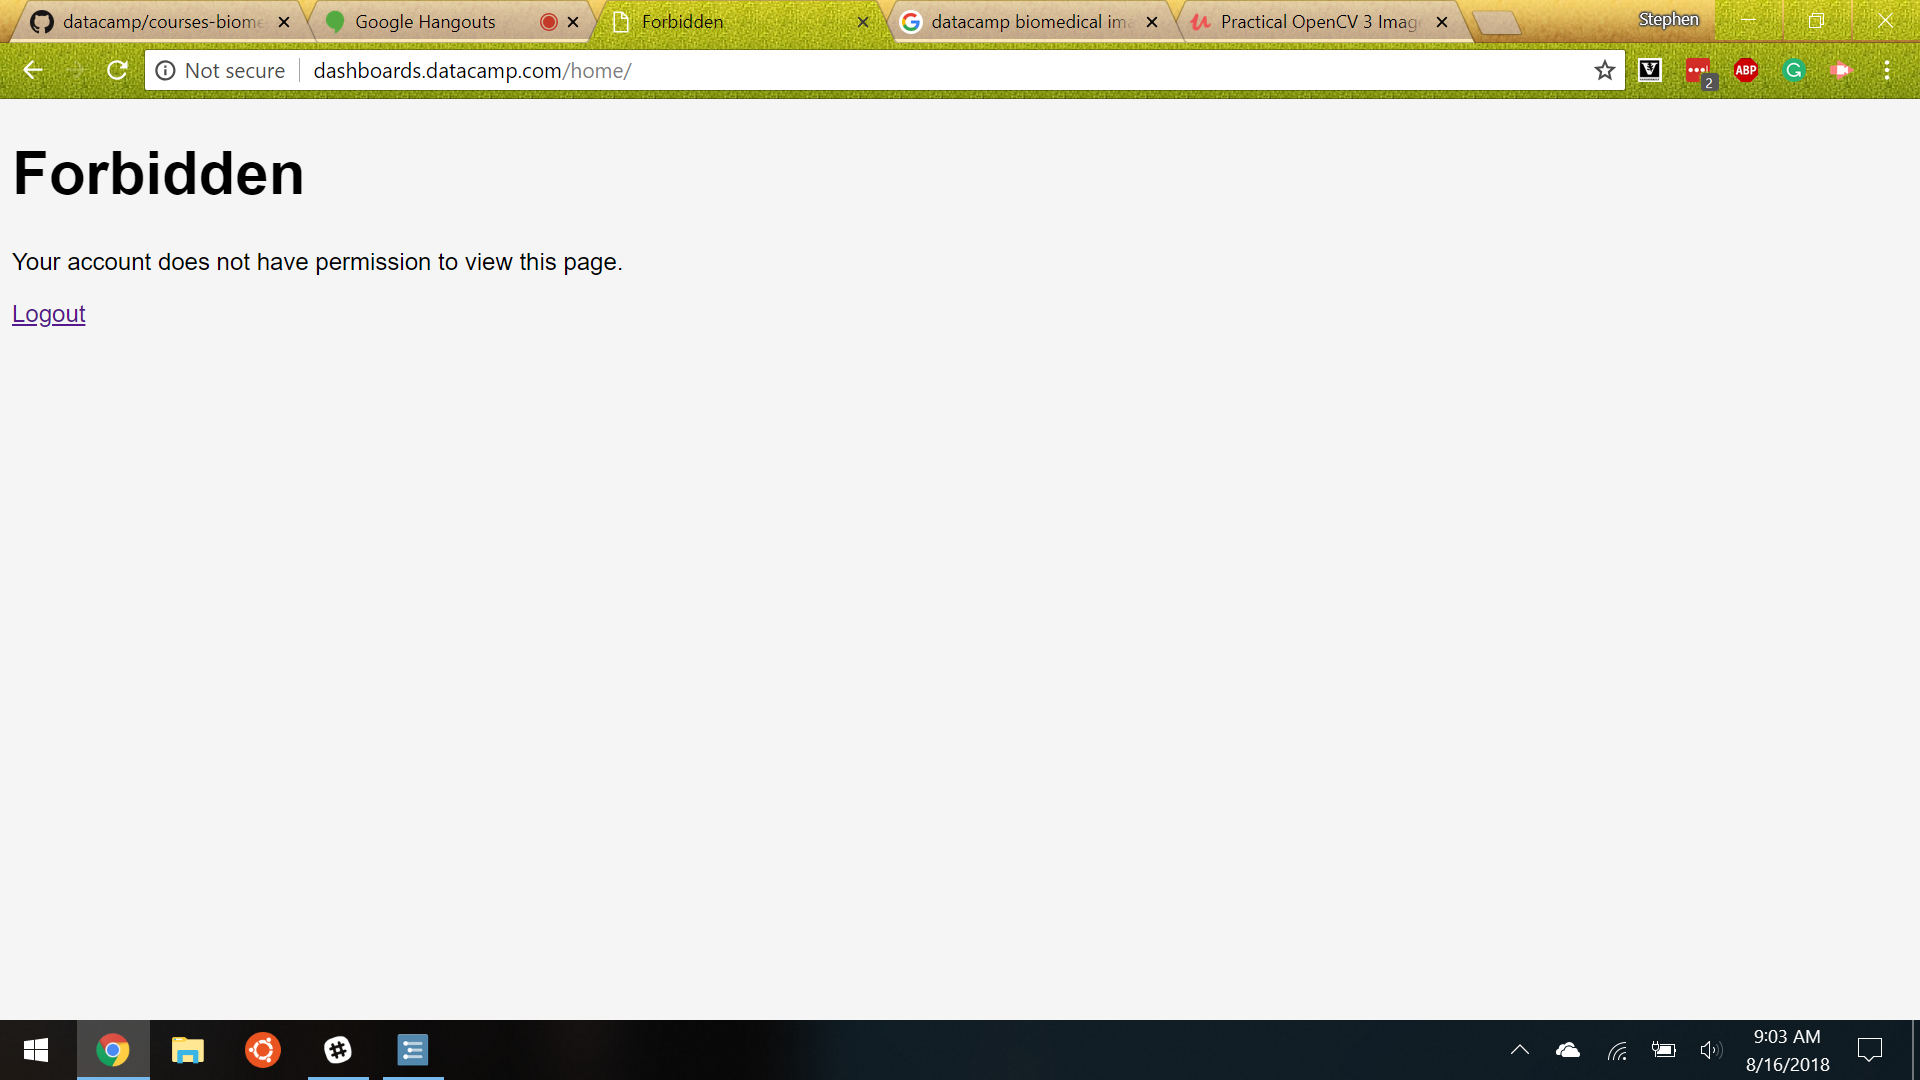 datacamp/courses-biome
Google Hangouts
Forbidden
datacamp biomedical ima
Practical OpenCV 3 Imag
Stephen
Not secure
dashboards.datacamp.com/home/
2
ABP
Forbidden
Your account does not have permission to view this page.
Logout
9:03 AM
8/16/2018